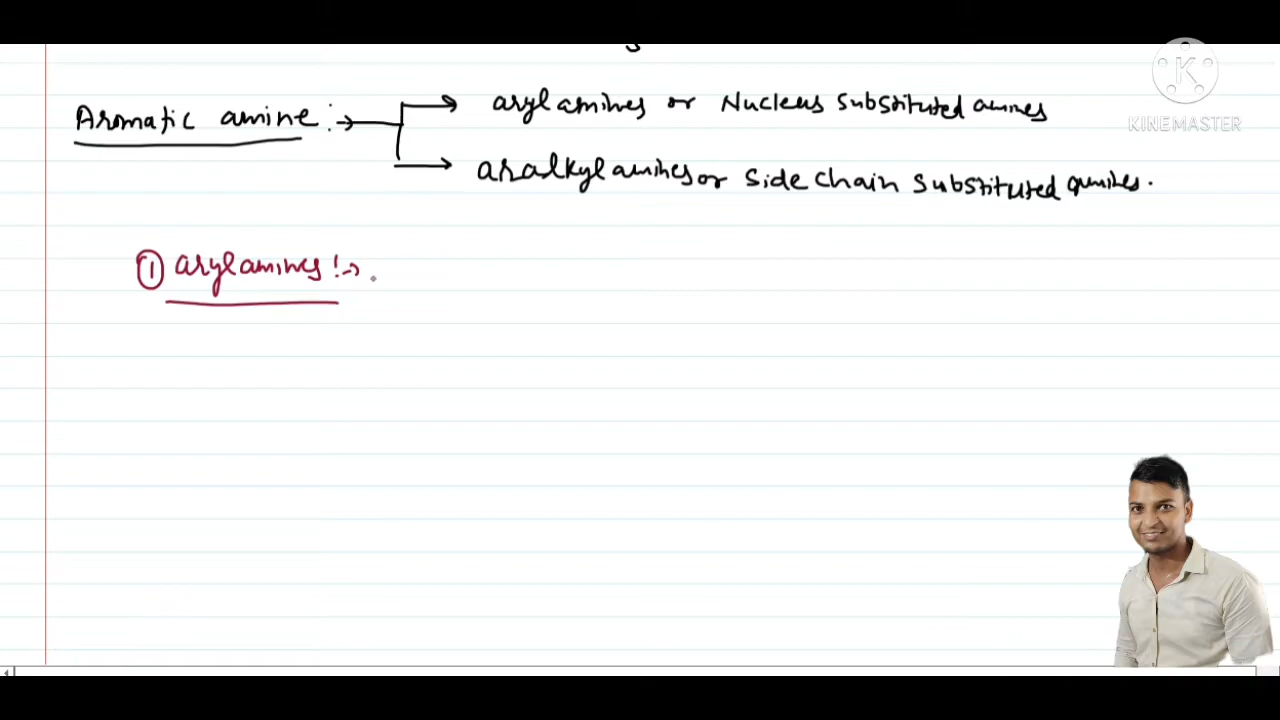 Aromatic amine :→ → arylamines or Nucleus Substituted amines
→ aralkylamines or Side Chain Substituted amines.
① arylamines :→
K
KINEMASTER